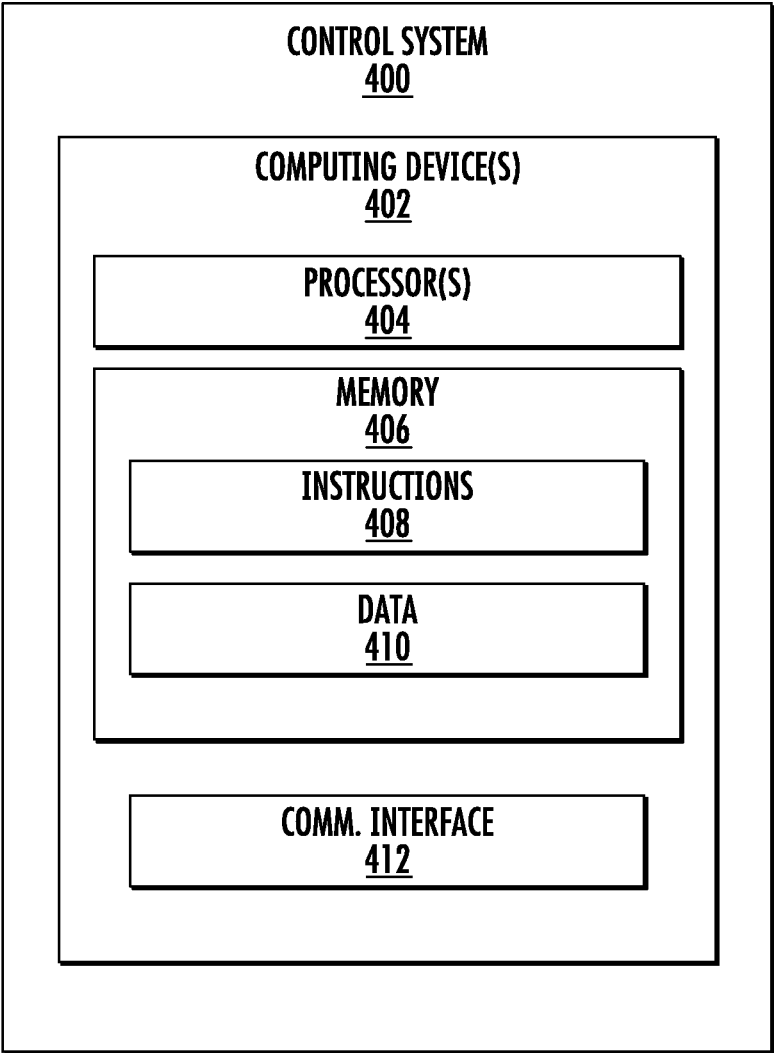 CONTROL SYSTEM
400
COMPUTING DEVICE(S)
402
PROCESSOR(S)
404
MEMORY
406
INSTRUCTIONS
408
DATA
410
COMM. INTERFACE
412